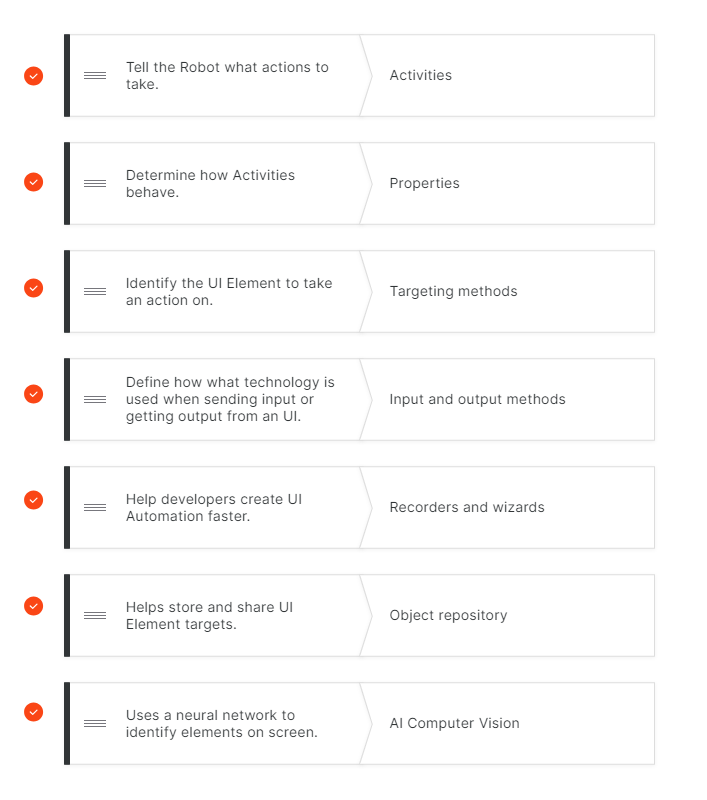 Tell the Robot what actions to
take.
Activities
Determine how Activities
behave.
Properties
Identify the UI Element to take
an action on.
Targeting methods
Define how what technology is
used when sending input or
getting output from an UI.
Input and output methods
Help developers create UI
Automation faster.
Recorders and wizards
Helps store and share UI
Element targets.
Object repository
Uses a neural network to
identify elements on screen.
AI Computer Vision